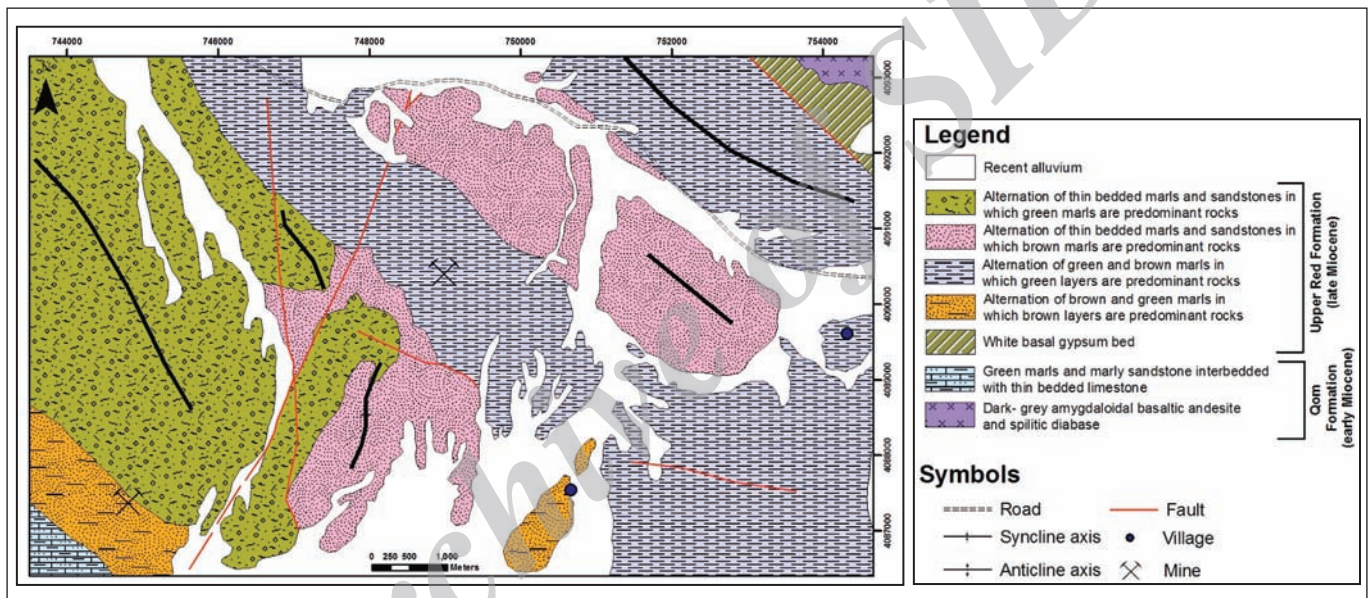 744000 746000 748000 750000 752000 754000
4093000
4092000
4091000
4090000
4089000
4088000
4087000
0 250 500 1,000
Meters
Legend
Recent alluvium
Alternation of thin bedded marls and sandstones in
which green marls are predominant rocks
Alternation of thin bedded marls and sandstones in
which brown marls are predominant rocks
Alternation of green and brown marls in
which green layers are predominant rocks
Alternation of brown and green marls in
which brown layers are predominant rocks
White basal gypsum bed
Upper Red Formation
(late Miocene)
Green marls and marly sandstone interbedded
with thin bedded limestone
Dark- grey amygdaloidal basaltic andesite
and spilitic diabase
Qom
Formation
(early Miocene)
Symbols
Road
Fault
Syncline axis
Village
Anticline axis
Mine
Archive of SI